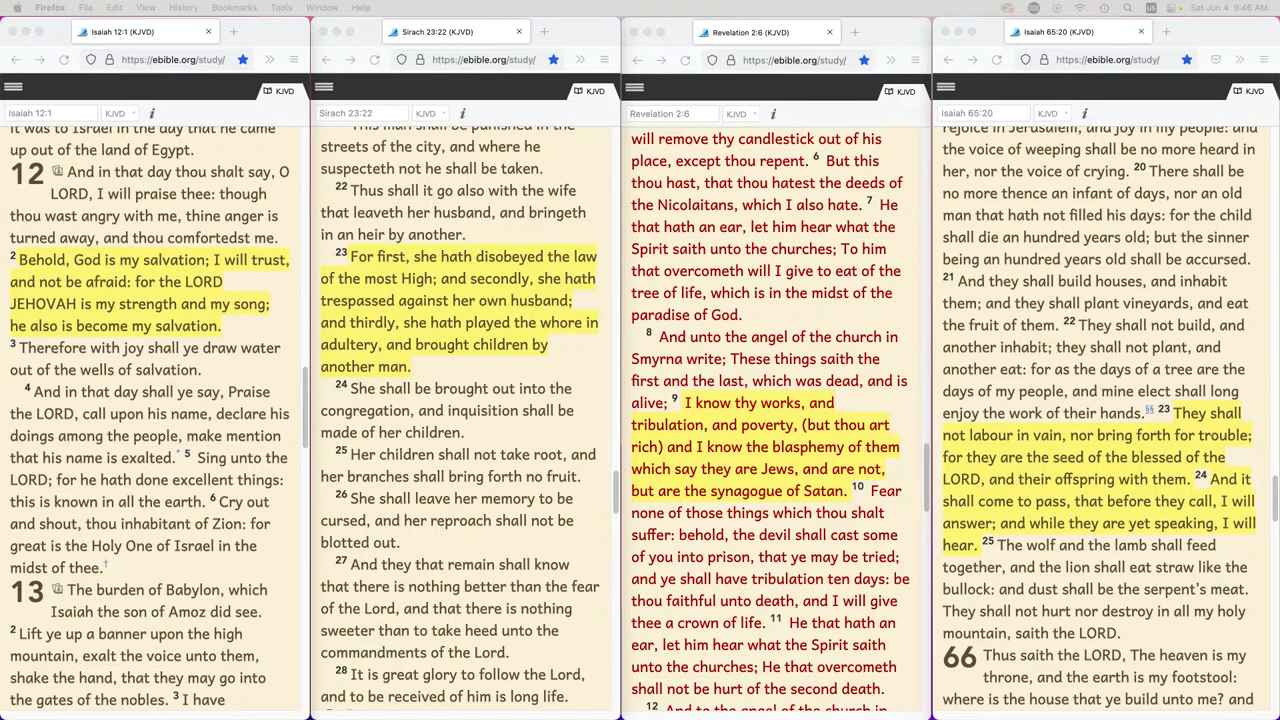 Firefox File Edit View History Bookmarks Tools Window Help Sat Jun 4 9:46 AM
Isaiah 12:1 (KJVD)
https://ebible.org/study/
KJVD
Isaiah 12:1 KJVD i
It was to Israel in the day that he came
up out of the land of Egypt.
12 And in that day thou shalt say, O
LORD, I will praise thee: though
thou wast angry with me, thine anger is
turned away, and thou comfortedst me.
2 Behold, God is my salvation; I will trust,
and not be afraid: for the LORD
JEHOVAH is my strength and my song;
he also is become my salvation.
3 Therefore with joy shall ye draw water
out of the wells of salvation.
4 And in that day shall ye say, Praise
the LORD, call upon his name, declare his
doings among the people, make mention
that his name is exalted.* 5 Sing unto the
LORD; for he hath done excellent things:
this is known in all the earth. 6 Cry out
and shout, thou inhabitant of Zion: for
great is the Holy One of Israel in the
midst of thee.†
13 The burden of Babylon, which
Isaiah the son of Amoz did see.
2 Lift ye up a banner upon the high
mountain, exalt the voice unto them,
shake the hand, that they may go into
the gates of the nobles. 3 I have
Sirach 23:22 (KJVD)
https://ebible.org/study/
KJVD
Sirach 23:22 KJVD i
This man shall be punished in the
streets of the city, and where he
suspecteth not he shall be taken.
22 Thus shall it go also with the wife
that leaveth her husband, and bringeth
in an heir by another.
23 For first, she hath disobeyed the law
of the most High; and secondly, she hath
trespassed against her own husband;
and thirdly, she hath played the whore in
adultery, and brought children by
another man.
24 She shall be brought out into the
congregation, and inquisition shall be
made of her children.
25 Her children shall not take root, and
her branches shall bring forth no fruit.
26 She shall leave her memory to be
cursed, and her reproach shall not be
blotted out.
27 And they that remain shall know
that there is nothing better than the fear
of the Lord, and that there is nothing
sweeter than to take heed unto the
commandments of the Lord.
28 It is great glory to follow the Lord,
and to be received of him is long life.
Revelation 2:6 (KJVD)
https://ebible.org/study/
KJVD
Revelation 2:6 KJVD i
will remove thy candlestick out of his
place, except thou repent. 6 But this
thou hast, that thou hatest the deeds of
the Nicolaitans, which I also hate. 7 He
that hath an ear, let him hear what the
Spirit saith unto the churches; To him
that overcometh will I give to eat of the
tree of life, which is in the midst of the
paradise of God.
8 And unto the angel of the church in
Smyrna write; These things saith the
first and the last, which was dead, and is
alive; 9 I know thy works, and
tribulation, and poverty, (but thou art
rich) and I know the blasphemy of them
which say they are Jews, and are not,
but are the synagogue of Satan. 10 Fear
none of those things which thou shalt
suffer: behold, the devil shall cast some
of you into prison, that ye may be tried;
and ye shall have tribulation ten days: be
thou faithful unto death, and I will give
thee a crown of life. 11 He that hath an
ear, let him hear what the Spirit saith
unto the churches; He that overcometh
shall not be hurt of the second death.
12 And to the angel of the church in
Isaiah 65:20 (KJVD)
https://ebible.org/study/
KJVD
Isaiah 65:20 KJVD i
rejoice in Jerusalem, and joy in my people: and
the voice of weeping shall be no more heard in
her, nor the voice of crying. 20 There shall be
no more thence an infant of days, nor an old
man that hath not filled his days: for the child
shall die an hundred years old; but the sinner
being an hundred years old shall be accursed.
21 And they shall build houses, and inhabit
them; and they shall plant vineyards, and eat
the fruit of them. 22 They shall not build, and
another inhabit; they shall not plant, and
another eat: for as the days of a tree are the
days of my people, and mine elect shall long
enjoy the work of their hands.§§ 23 They shall
not labour in vain, nor bring forth for trouble;
for they are the seed of the blessed of the
LORD, and their offspring with them. 24 And it
shall come to pass, that before they call, I will
answer; and while they are yet speaking, I will
hear. 25 The wolf and the lamb shall feed
together, and the lion shall eat straw like the
bullock: and dust shall be the serpent's meat.
They shall not hurt nor destroy in all my holy
mountain, saith the LORD.
66 Thus saith the LORD, The heaven is my
throne, and the earth is my footstool:
where is the house that ye build unto me? and